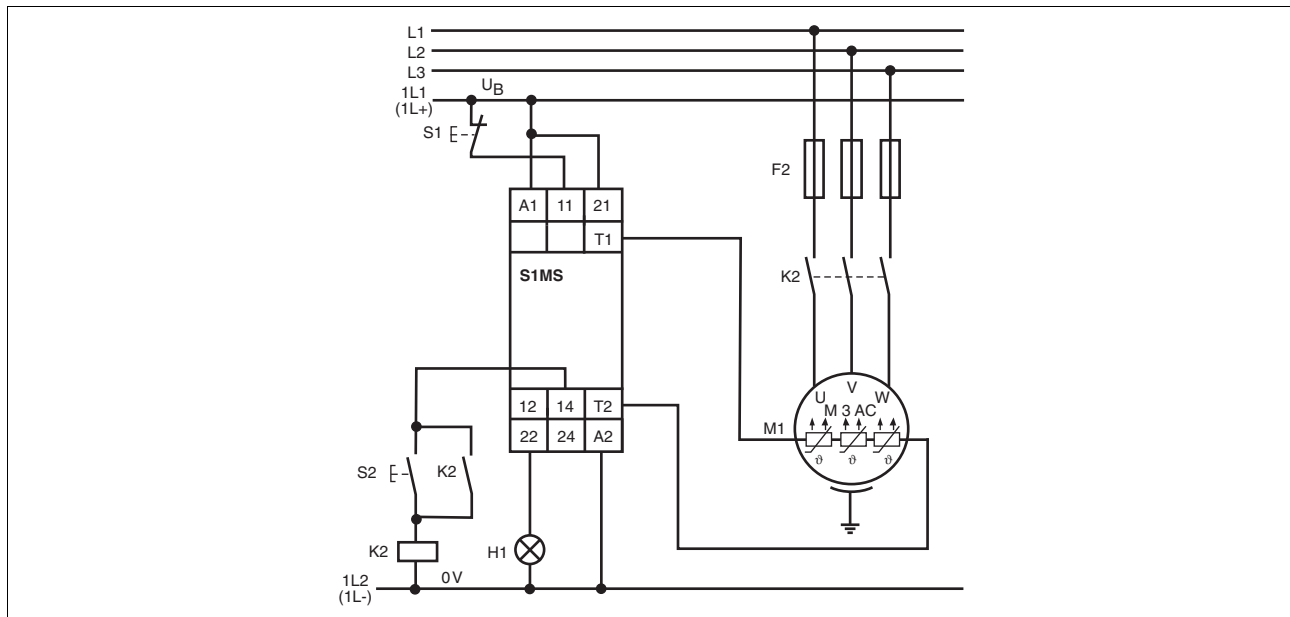 L1
L2
L3
1L1 U_B
(1L+)
S1
F2
A1 11 21
T1
S1MS
K2
V
U W
M 3 AC
12 14 T2
M1
22 24 A2
ϑ ϑ ϑ
S2 K2
K2 H1
1L2 0 V
(1L-)